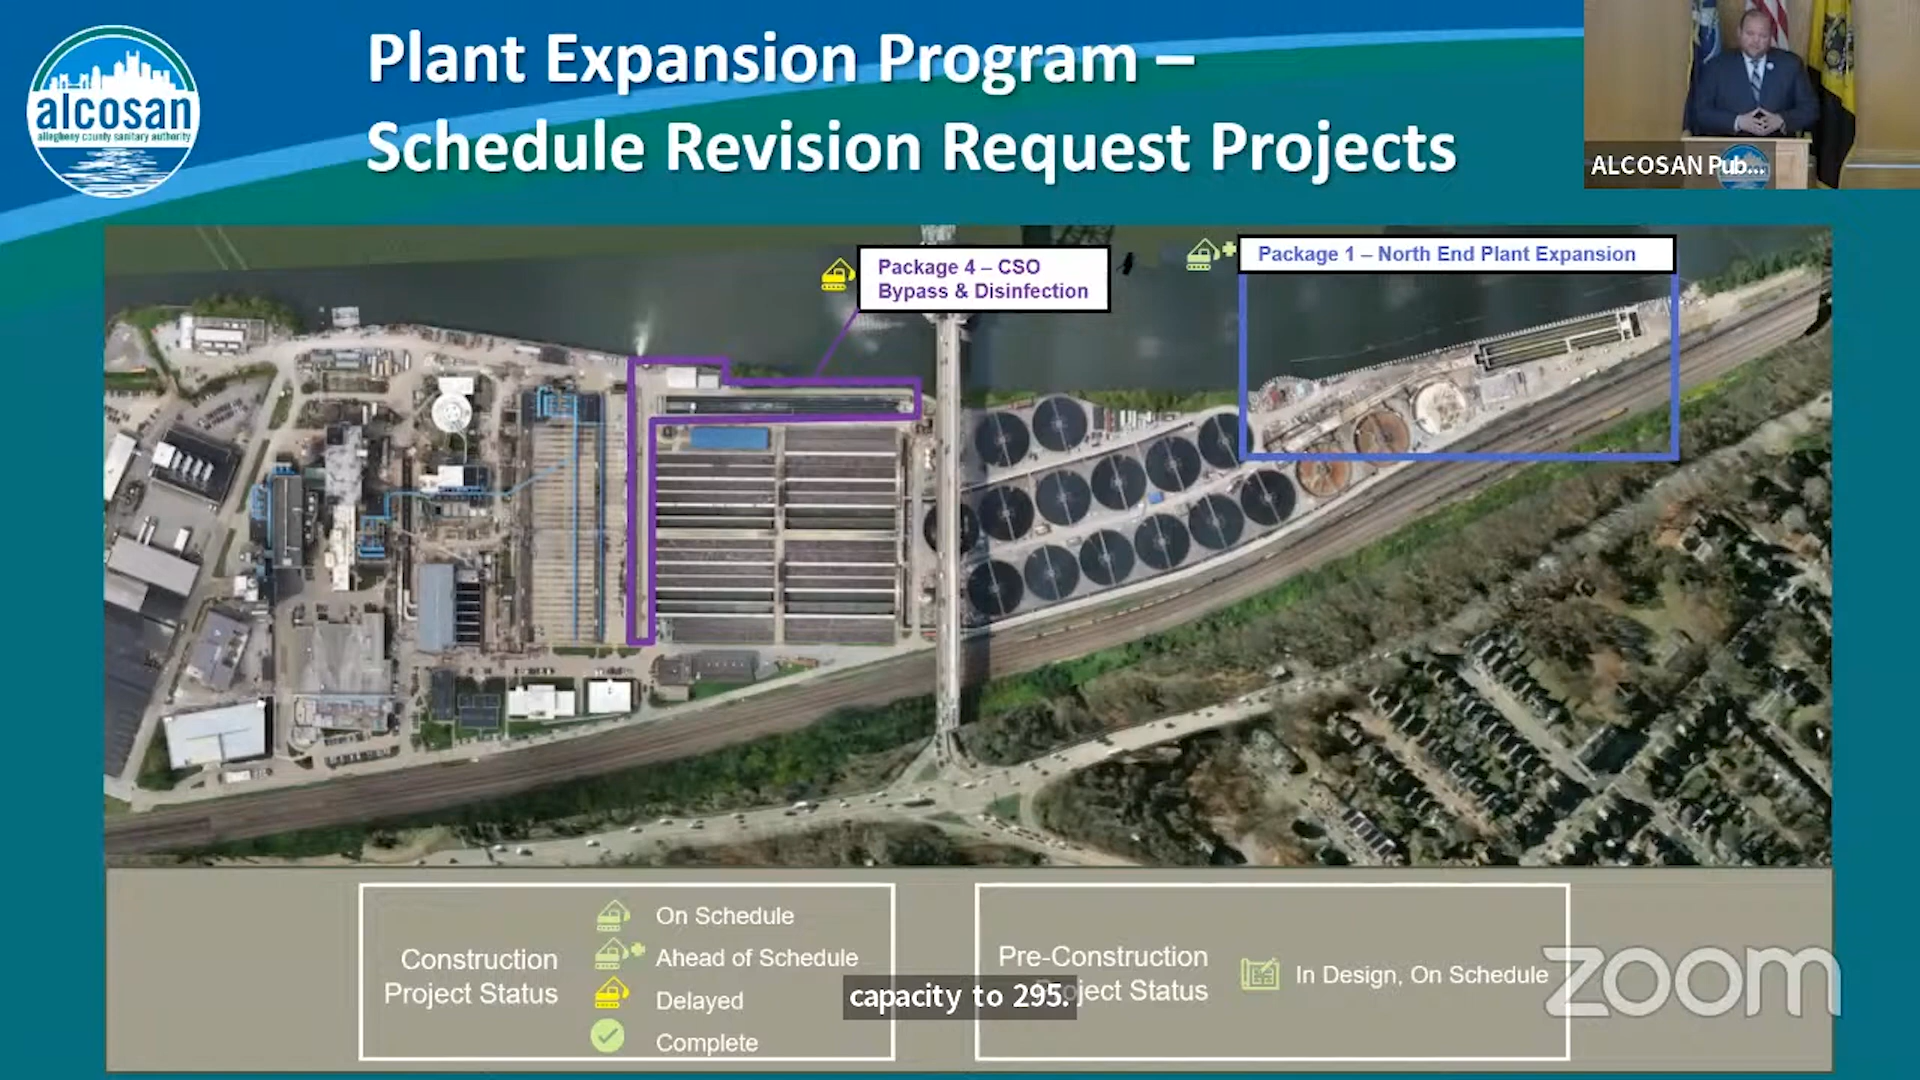 alcosan
allegheny county sanitary authority
Plant Expansion Program –
Schedule Revision Request Projects
ALCOSAN Pub...
Package 4 – CSO
Bypass & Disinfection
Package 1 – North End Plant Expansion
Construction
Project Status
On Schedule
Ahead of Schedule
Delayed
Complete
Pre-Construction
Project Status
In Design, On Schedule
capacity to 295.
zoom